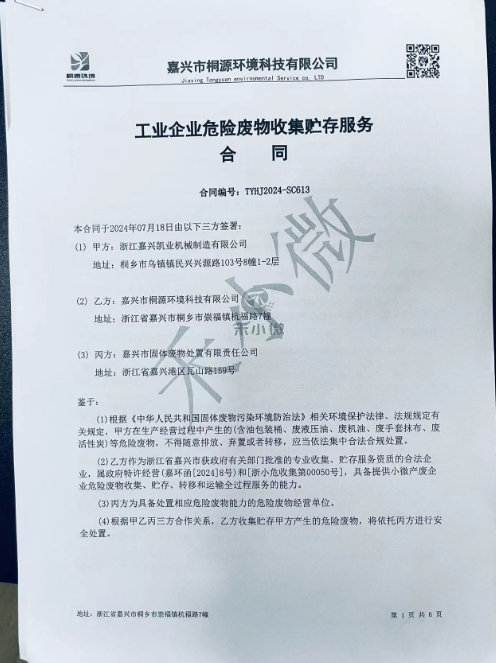 嘉兴市桐源环境科技有限公司
Jiaxing Tongyuan envirnmental Service co. LTD
桐源环境
工业企业危险废物收集贮存服务
合 同
合同编号：TYHJ2024-SC613
本合同于2024年07月18日由以下三方签署：
(1) 甲方：浙江嘉兴凯业机械制造有限公司
地址：桐乡市乌镇镇民兴兴源路103号8幢1-2层
(2) 乙方：嘉兴市桐源环境科技有限公司
地址：浙江省嘉兴市桐乡市崇福镇杭福路7幢
(3) 丙方：嘉兴市固体废物处置有限责任公司
地址：浙江省嘉兴港区瓦山路159号
鉴于：
(1)根据《中华人民共和国固体废物污染环境防治法》相关环境保护法律、法规规定有
关规定，甲方在生产经营过程中产生的(含油包装桶、废液压油、废机油、废手套抹布、废
活性炭)等危险废物，不得随意排放、弃置或者转移，应当依法集中合法合规处置。
(2)乙方作为浙江省嘉兴市获政府有关部门批准的专业收集、贮存服务资质的合法企
业，属政府特许经营(嘉环函[2024]8号)和[浙小危收集第00050号]，具备提供小微产废企
业危险废物收集、贮存、转移和运输全过程服务的能力。
(3)丙方为具备处置相应危险废物能力的危险废物经营单位。
(4)根据甲乙丙三方合作关系，乙方收集贮存甲方产生的危险废物，将依托丙方进行安
全处置。
禾小微
禾小微
地址：浙江省嘉兴市桐乡市崇福镇杭福路7幢
第 1 页 共 6 页